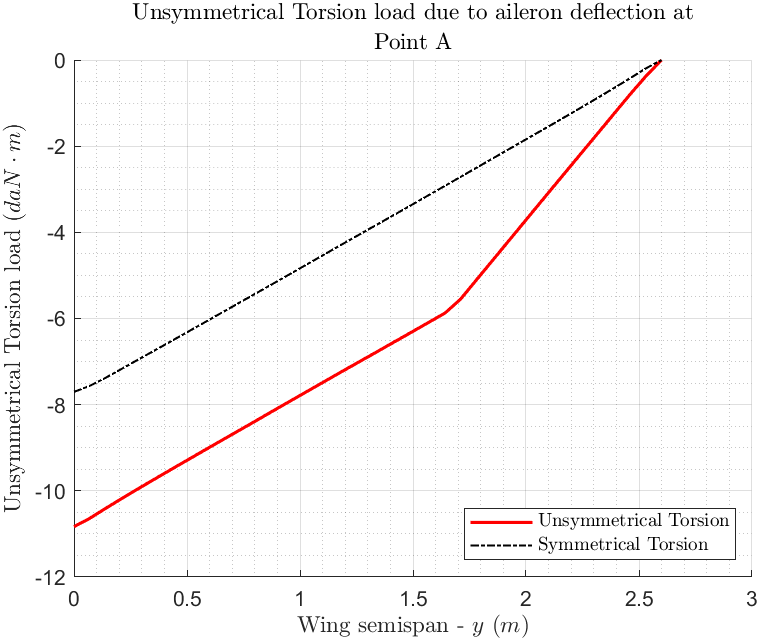 Unsymmetrical Torsion load due to aileron deflection at
Point A
Unsymmetrical Torsion load (daN · m)
0
-2
-4
-6
-8
-10
-12
0 0.5 1 1.5 2 2.5 3
Wing semispan - y (m)
Unsymmetrical Torsion
Symmetrical Torsion